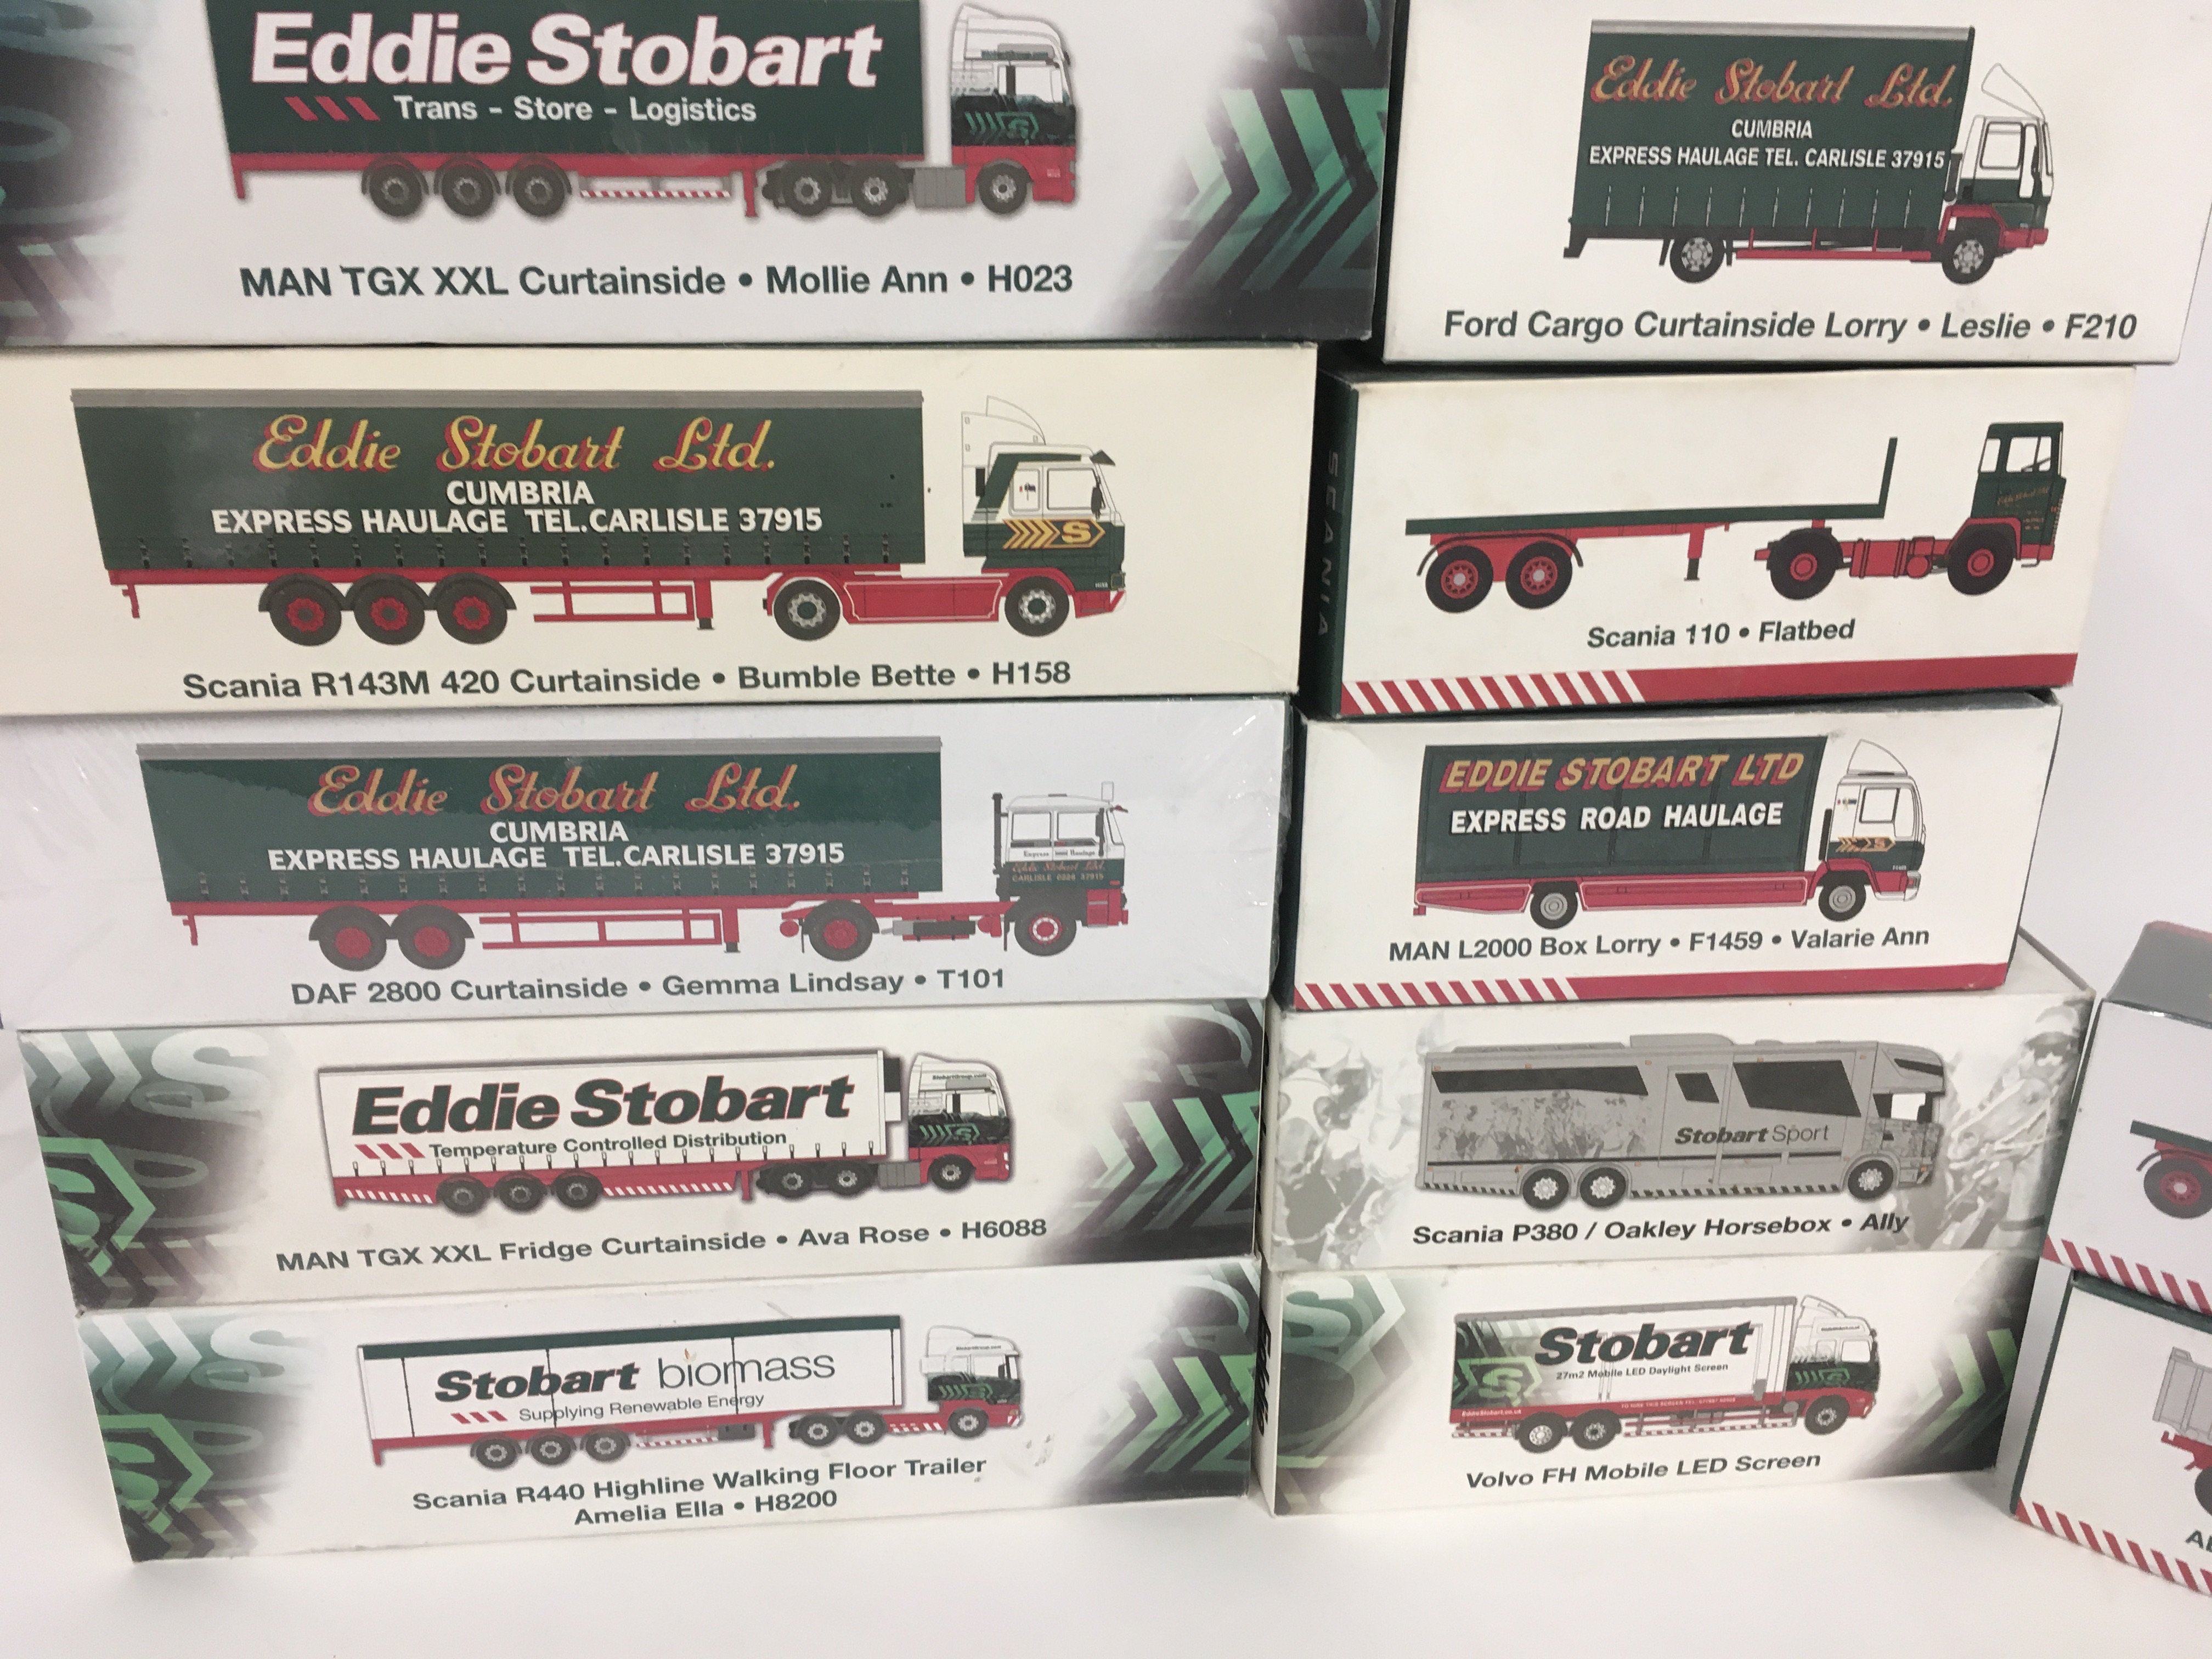 Eddie Stobart
Trans - Store - Logistics
MAN TGX XXL Curtainside • Mollie Ann • H023
Eddie Stobart Ltd.
CUMBRIA
EXPRESS HAULAGE TEL.CARLISLE 37915
Scania R143M 420 Curtainside • Bumble Bette • H158
Eddie Stobart Ltd.
CUMBRIA
EXPRESS HAULAGE TEL.CARLISLE 37915
Express Haulage
Eddie Stobart Ltd.
DAF 2800 Curtainside • Gemma Lindsay • T101
Eddie Stobart
Temperature Controlled Distribution
MAN TGX XXL Fridge Curtainside • Ava Rose • H6088
Stobart biomass
Supplying Renewable Energy
Scania R440 Highline Walking Floor Trailer
Amelia Ella • H8200
Eddie Stobart Ltd.
CUMBRIA
EXPRESS HAULAGE TEL. CARLISLE 37915
Ford Cargo Curtainside Lorry • Leslie • F210
SCANIA
Scania 110 • Flatbed
EDDIE STOBART LTD
EXPRESS ROAD HAULAGE
MAN L2000 Box Lorry • F1459 • Valarie Ann
Stobart Sport
Scania P380 / Oakley Horsebox • Ally
Stobart
27m2 Mobile LED Daylight Screen
Volvo FH Mobile LED Screen